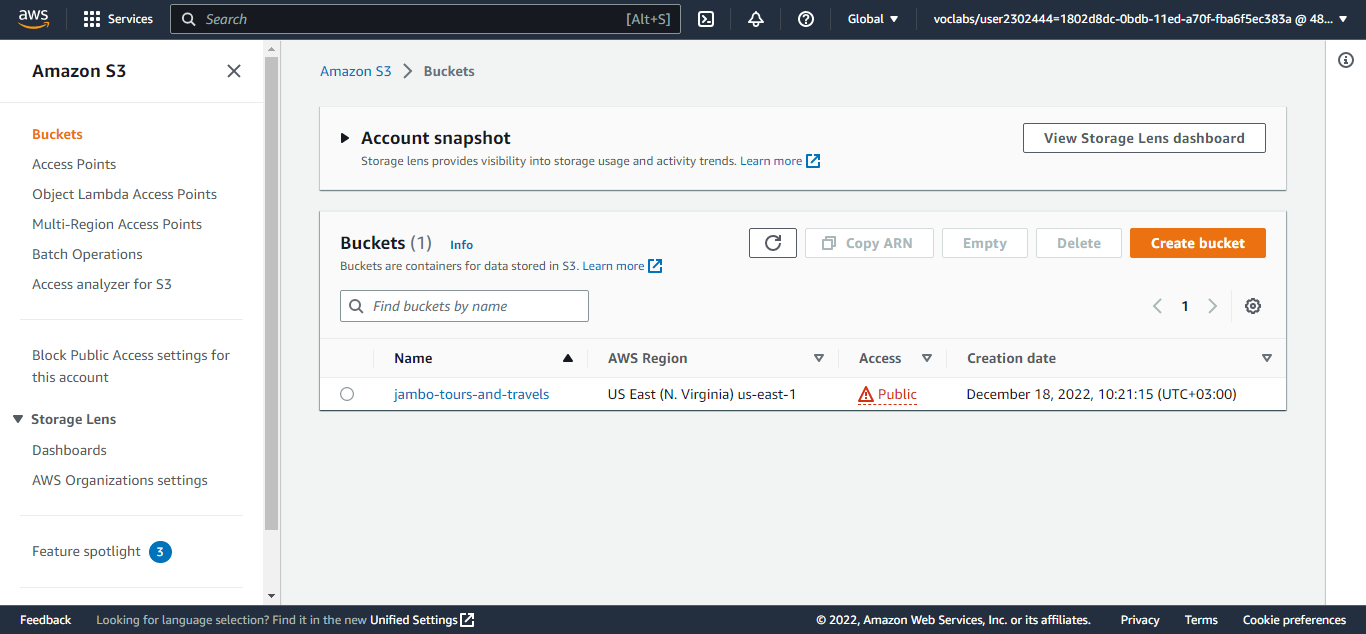 aws
Services
Search [Alt+S]
Global
voclabs/user2302444=1802d8dc-0bdb-11ed-a70f-fba6f5ec383a @ 48...
Amazon S3
Buckets
Access Points
Object Lambda Access Points
Multi-Region Access Points
Batch Operations
Access analyzer for S3
Block Public Access settings for
this account
Storage Lens
Dashboards
AWS Organizations settings
Feature spotlight 3
Amazon S3 Buckets
Account snapshot
Storage lens provides visibility into storage usage and activity trends. Learn more
View Storage Lens dashboard
Buckets (1) Info
Buckets are containers for data stored in S3. Learn more
Copy ARN
Empty
Delete
Create bucket
Find buckets by name
1
Name AWS Region Access Creation date
jambo-tours-and-travels US East (N. Virginia) us-east-1 Public December 18, 2022, 10:21:15 (UTC+03:00)
Feedback Looking for language selection? Find it in the new Unified Settings © 2022, Amazon Web Services, Inc. or its affiliates. Privacy Terms Cookie preferences